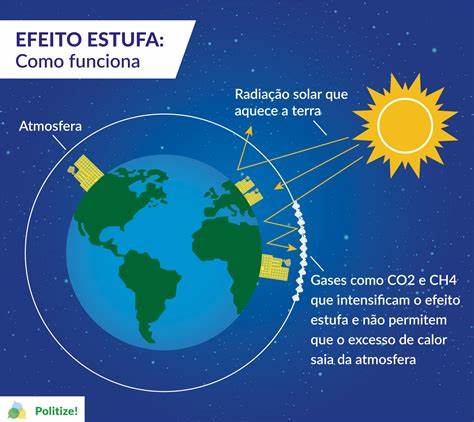 EFEITO ESTUFA:
Como funciona
Radiação solar que
aquece a terra
Atmosfera
Gases como CO2 e CH4
que intensificam o efeito
estufa e não permitem
que o excesso de calor
saia da atmosfera
Politize!